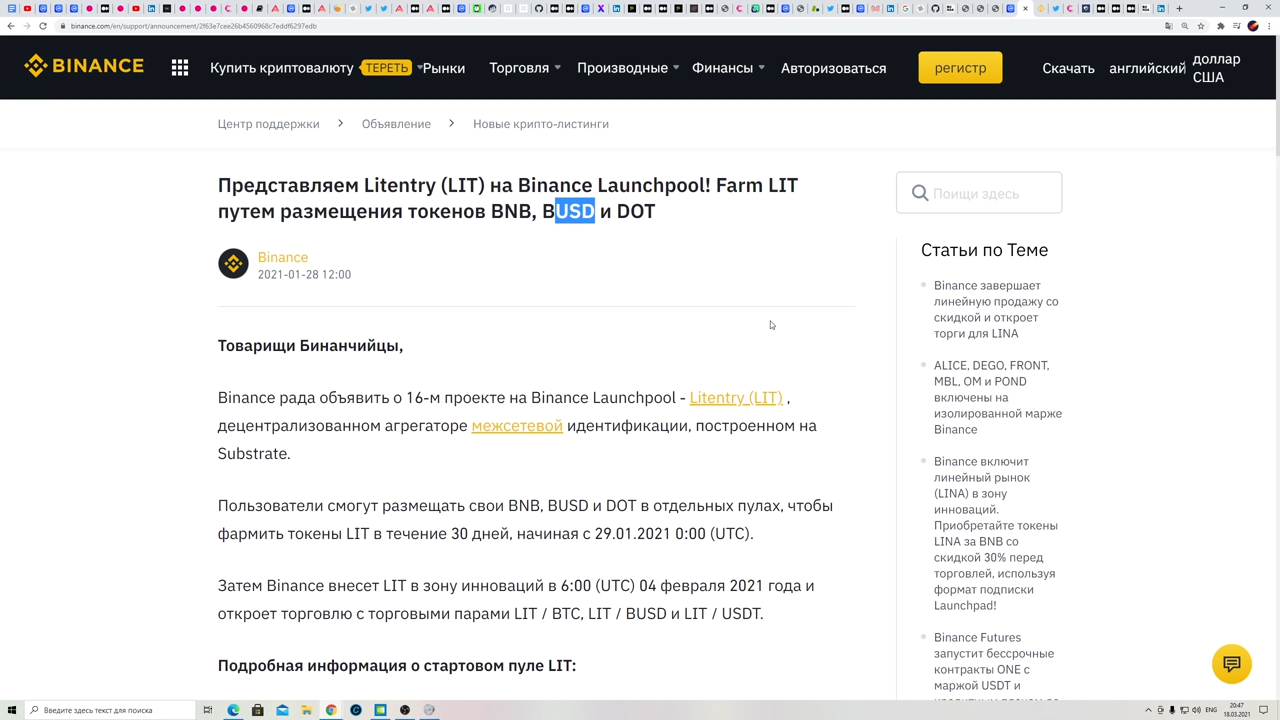 binance.com/en/support/announcement/2f63e7cee26b4560968c7eddf6297edb
BINANCE
Купить криптовалюту ТЕРЕТЬ Рынки Торговля Производные Финансы Авторизоваться регистр Скачать английский доллар
США
Центр поддержки > Объявление > Новые крипто-листинги
Представляем Litentry (LIT) на Binance Launchpool! Farm LIT
путем размещения токенов BNB, BUSD и DOT
Binance
2021-01-28 12:00
Товарищи Бинанчийцы,
Binance рада объявить о 16-м проекте на Binance Launchpool - Litentry (LIT) ,
децентрализованном агрегаторе межсетевой идентификации, построенном на
Substrate.
Пользователи смогут размещать свои BNB, BUSD и DOT в отдельных пулах, чтобы
фармить токены LIT в течение 30 дней, начиная с 29.01.2021 0:00 (UTC).
Затем Binance внесет LIT в зону инноваций в 6:00 (UTC) 04 февраля 2021 года и
откроет торговлю с торговыми парами LIT / BTC, LIT / BUSD и LIT / USDT.
Подробная информация о стартовом пуле LIT:
Поищи здесь
Статьи по Теме
Binance завершает
линейную продажу со
скидкой и откроет
торги для LINA
ALICE, DEGO, FRONT,
MBL, OM и POND
включены на
изолированной марже
Binance
Binance включит
линейный рынок
(LINA) в зону
инноваций.
Приобретайте токены
LINA за BNB со
скидкой 30% перед
торговлей, используя
формат подписки
Launchpad!
Binance Futures
запустит бессрочные
контракты ONE с
маржой USDT и
Введите здесь текст для поиска
ENG
20:47
18.03.2021